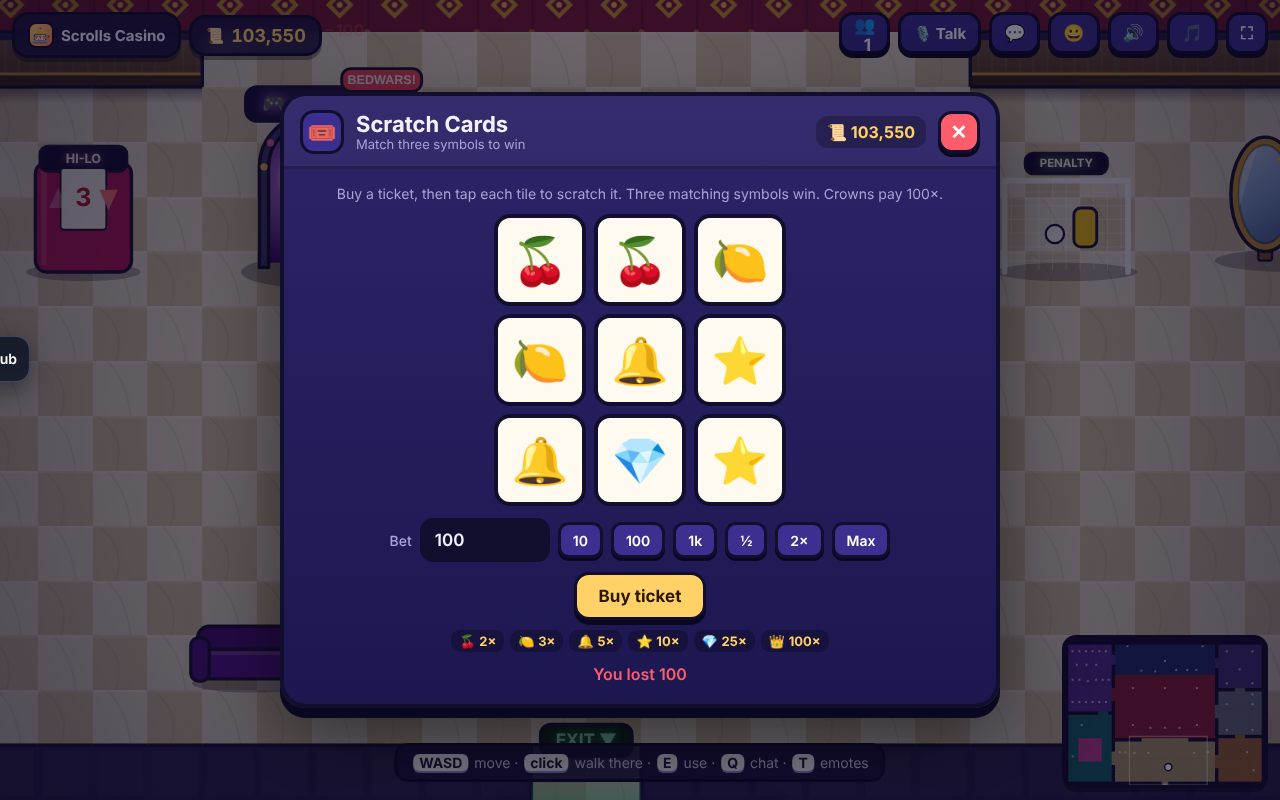 Scrolls Casino
103,550
-100
1
Talk
BEDWARS!
HI-LO
3
PENALTY
ub
Scratch Cards
Match three symbols to win
103,550
Buy a ticket, then tap each tile to scratch it. Three matching symbols win. Crowns pay 100×.
Bet 100 10 100 1k ½ 2× Max
Buy ticket
2× 3× 5× 10× 25× 100×
You lost 100
EXIT ▼
WASD move · click walk there · E use · Q chat · T emotes